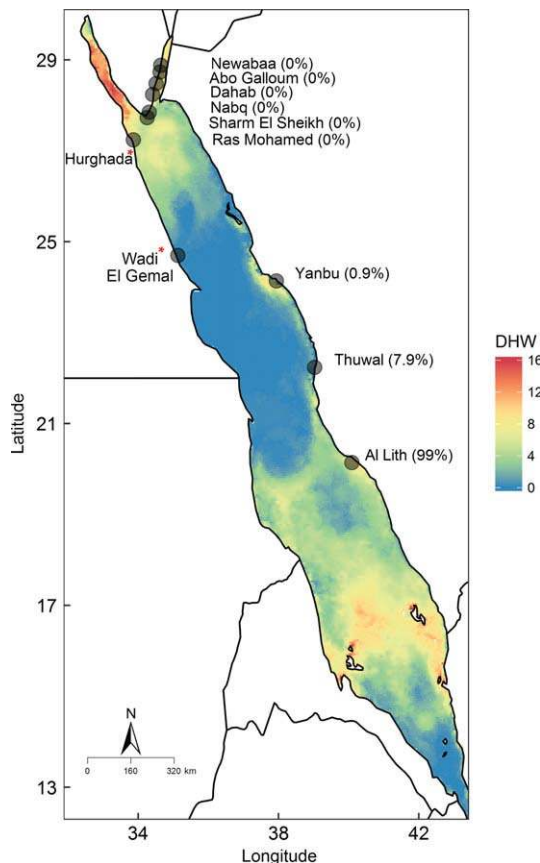 29
25
21
17
13
Latitude
Newabaa (0%)
Abo Galloum (0%)
Dahab (0%)
Nabq (0%)
Sharm El Sheikh (0%)
Ras Mohamed (0%)
Hurghada*
Wadi*
El Gemal
Yanbu (0.9%)
Thuwal (7.9%)
Al Lith (99%)
DHW
16
12
8
4
0
N
0 160 320 km
34 38 42
Longitude